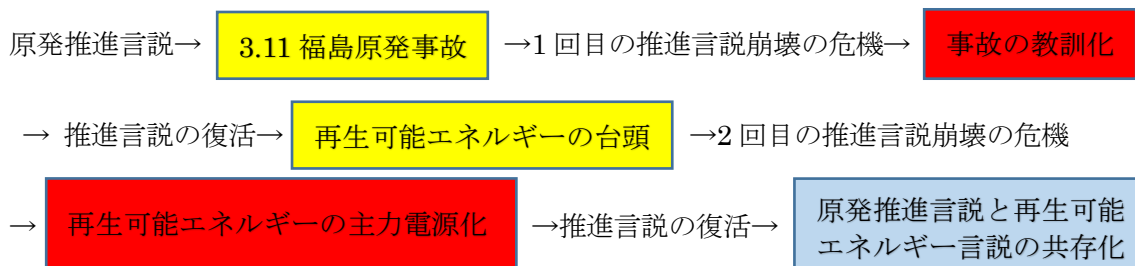 原発推進言説→ 3.11 福島原発事故 →1 回目の推進言説崩壊の危機→ 事故の教訓化
→ 推進言説の復活→ 再生可能エネルギーの台頭 →2 回目の推進言説崩壊の危機
→ 再生可能エネルギーの主力電源化 →推進言説の復活→ 原発推進言説と再生可能
エネルギー言説の共存化